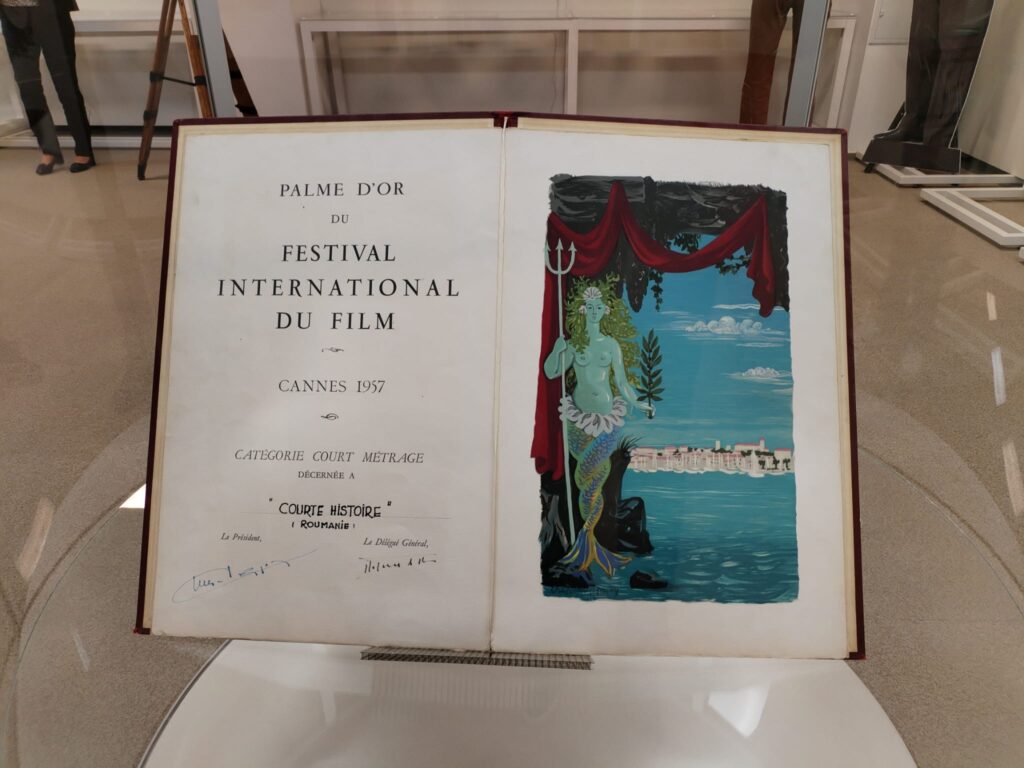 PALME D'OR
DU
FESTIVAL
INTERNATIONAL
DU FILM
CANNES 1957
CATÉGORIE COURT MÉTRAGE
DÉCERNÉE A
"COURTE HISTOIRE"
(ROUMANIE)
Le Président, Le Délégué Général,